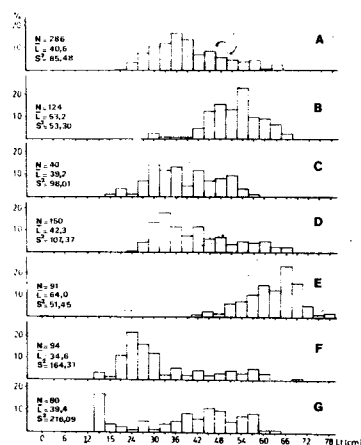 %
N = 286
L̄ = 40,6
S² = 85,48
A
20
10
N = 124
L̄ = 53,2
S² = 53,30
B
20
10
N = 40
L̄ = 39,2
S² = 98,01
C
20
10
N = 150
L̄ = 42,3
S² = 107,37
D
20
10
N = 91
L̄ = 64,0
S² = 51,45
E
20
10
N = 94
L̄ = 34,6
S² = 164,31
F
20
10
N = 80
L̄ = 39,4
S² = 216,09
G
20
10
0 6 12 18 24 30 36 42 48 54 60 66 72 78 Lt (cm)